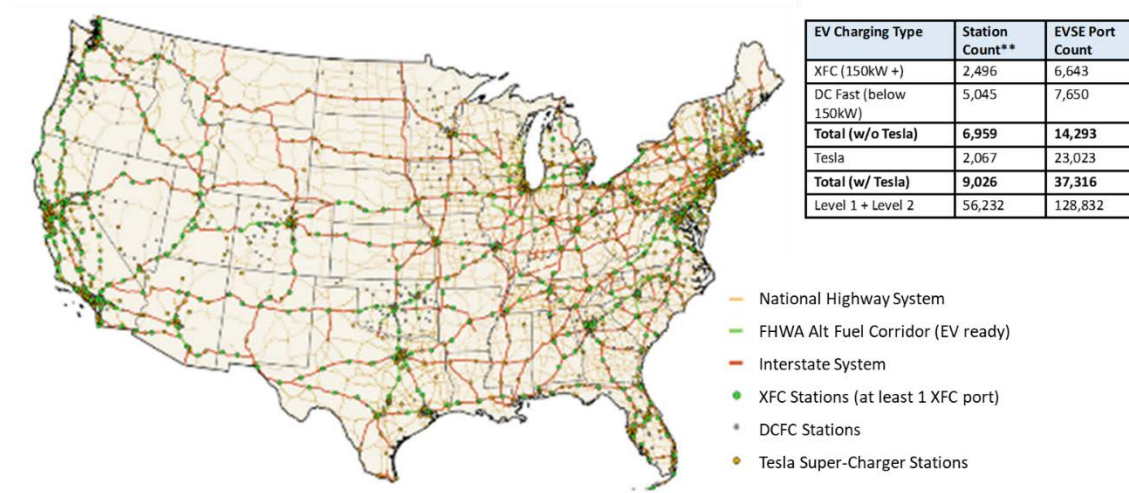 EV Charging Type Station Count** EVSE Port Count
XFC (150kW +) 2,496 6,643
DC Fast (below 150kW) 5,045 7,650
Total (w/o Tesla) 6,959 14,293
Tesla 2,067 23,023
Total (w/ Tesla) 9,026 37,316
Level 1 + Level 2 56,232 128,832
National Highway System
FHWA Alt Fuel Corridor (EV ready)
Interstate System
XFC Stations (at least 1 XFC port)
DCFC Stations
Tesla Super-Charger Stations